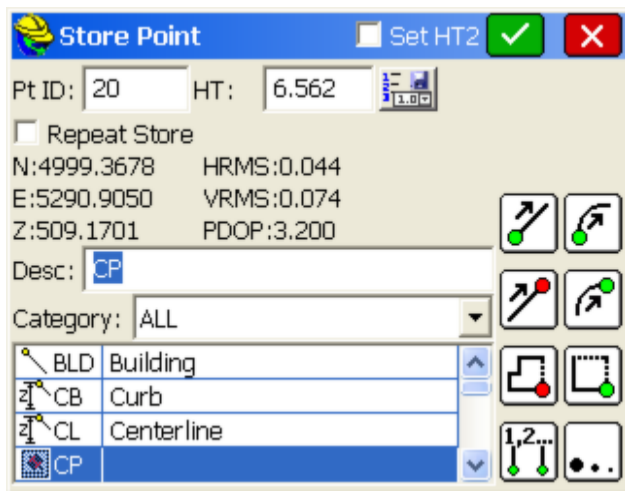 Store Point Set HT2
Pt ID: 20 HT: 6.562
Repeat Store
N:4999.3678 HRMS:0.044
E:5290.9050 VRMS:0.074
Z:509.1701 PDOP:3.200
Desc: CP
Category: ALL
BLD Building
CB Curb
CL Centerline
CP
1,2...